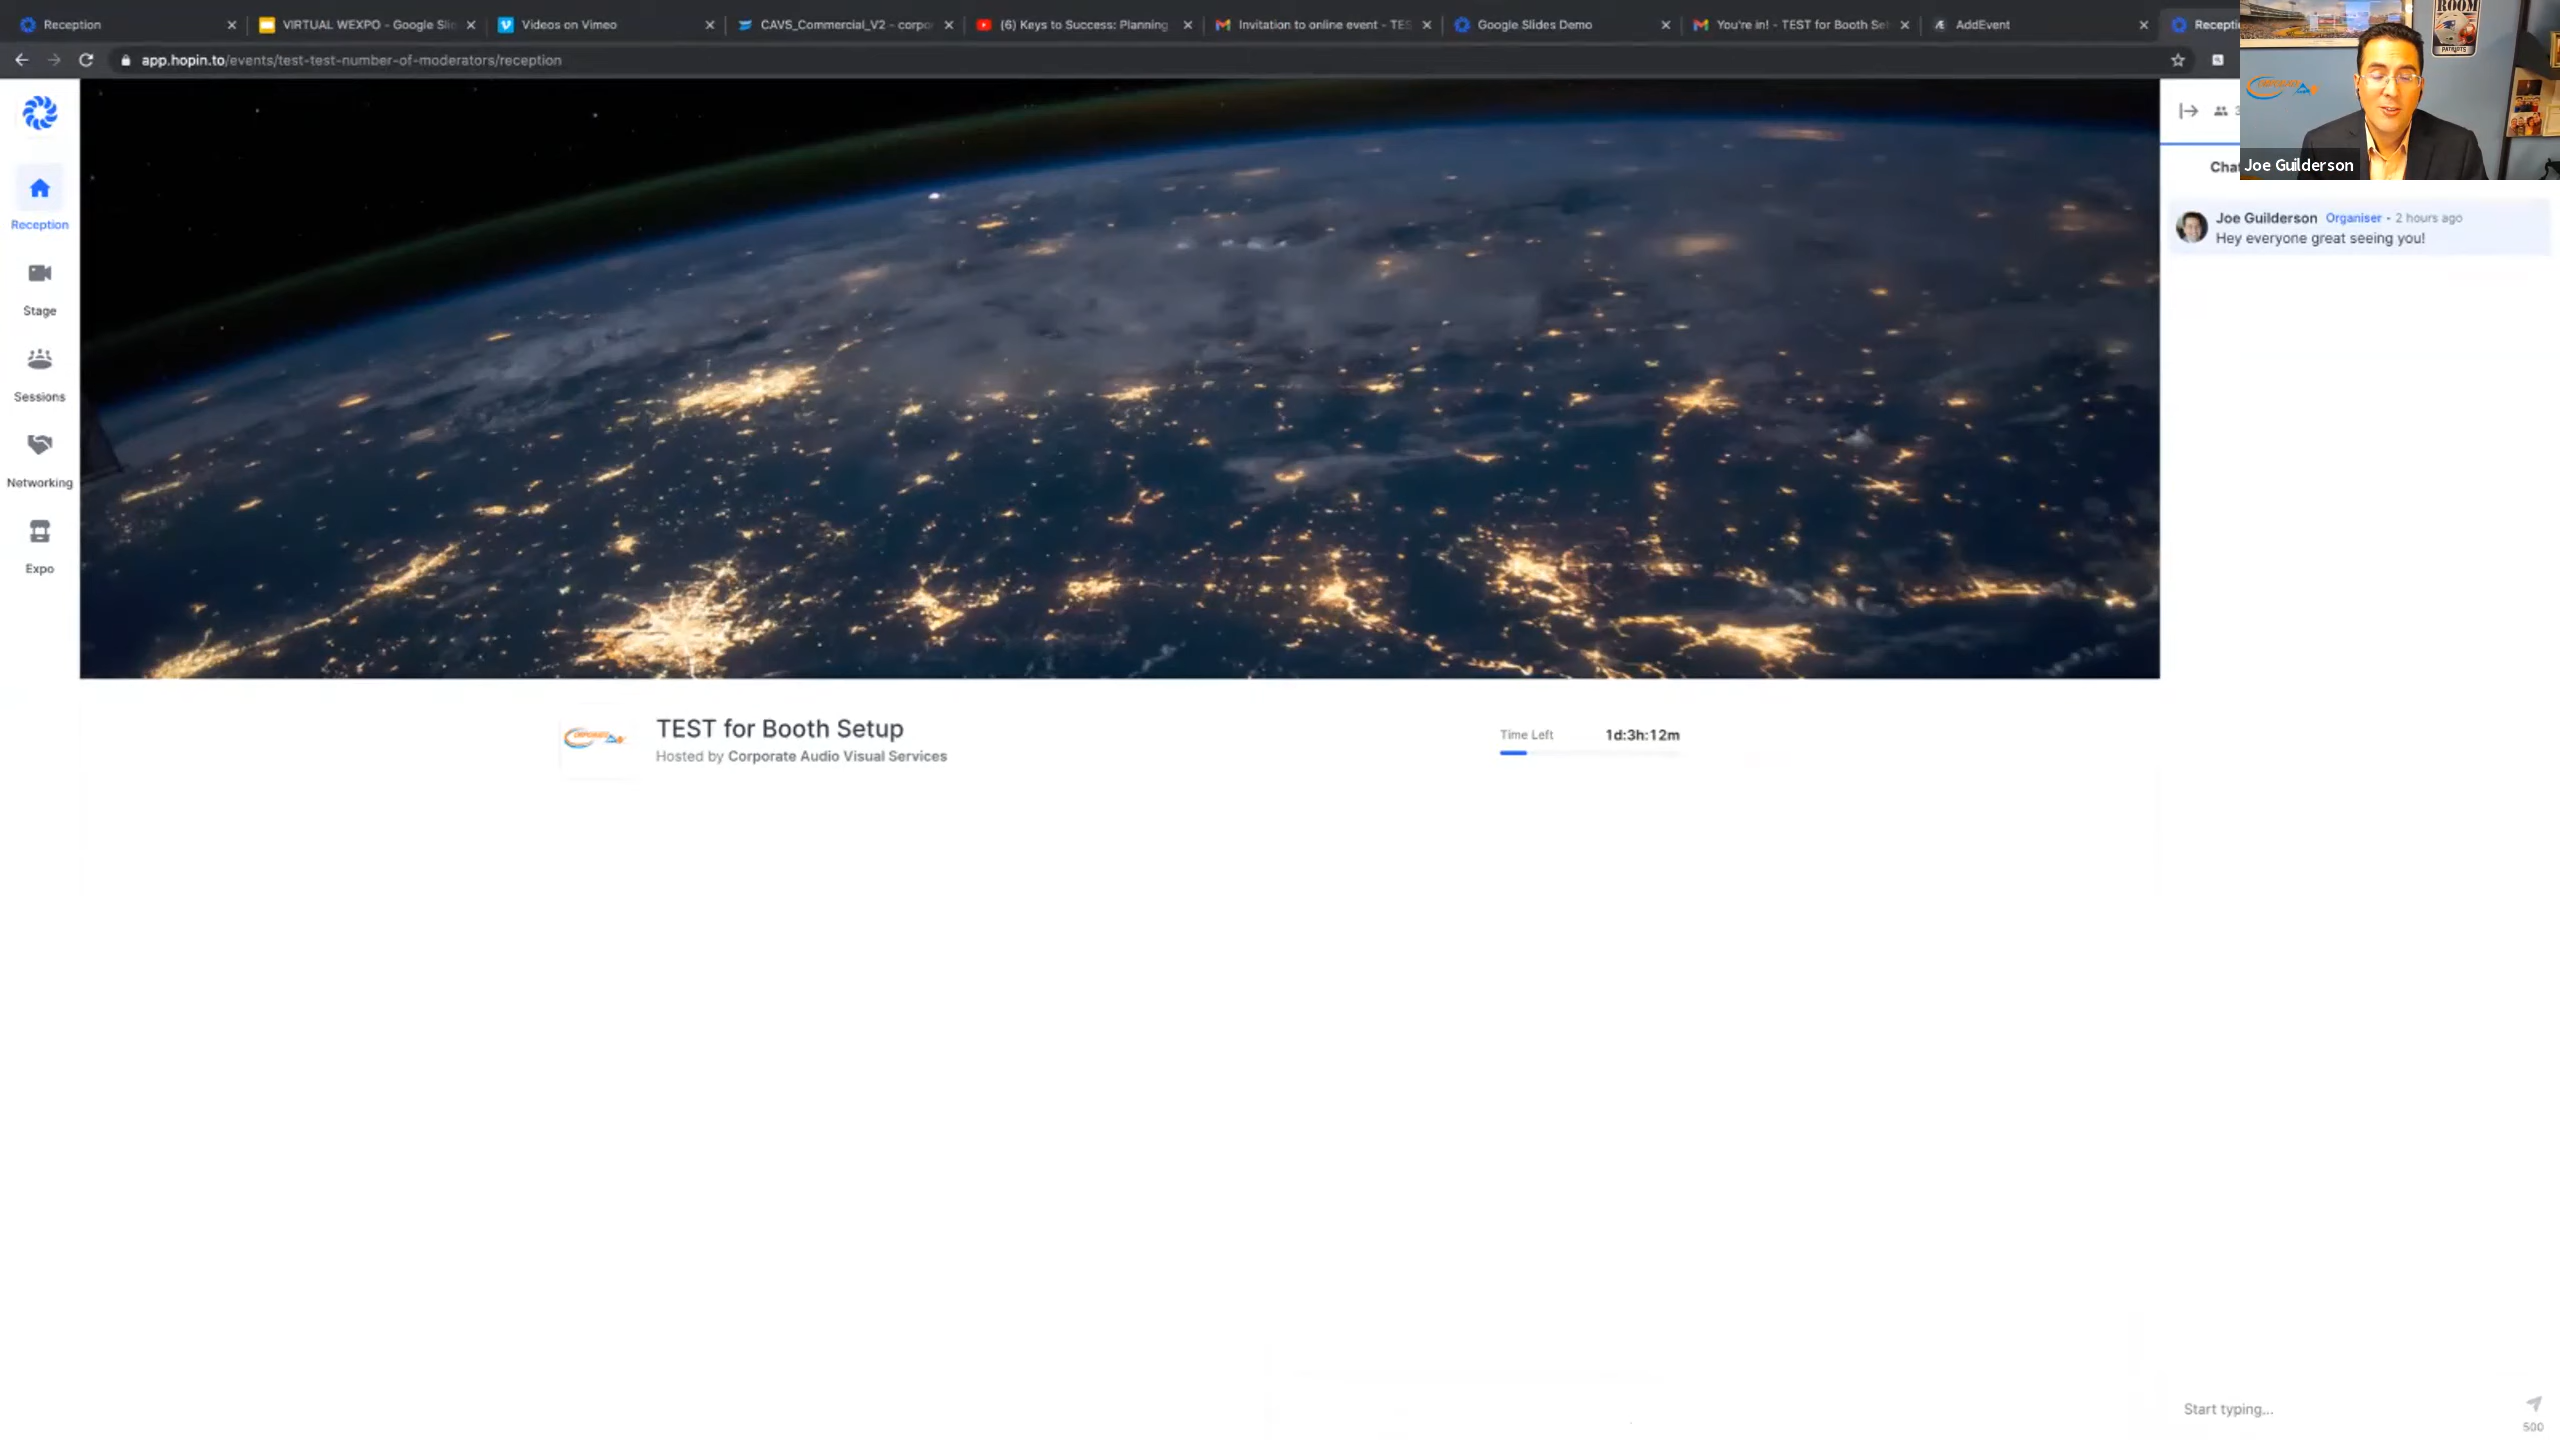 Reception
VIRTUAL WEXPO - Google Slid
Videos on Vimeo
CAVS_Commercial_V2 - corpo
(6) Keys to Success: Planning
Invitation to online event - TES
Google Slides Demo
You're in! - TEST for Booth Se
AddEvent
Recepti
app.hopin.to/events/test-test-number-of-moderators/reception
ROOM
PATRIOTS
Joe Guilderson
Reception
Stage
Sessions
Networking
Expo
Cha
Joe Guilderson Organiser - 2 hours ago
Hey everyone great seeing you!
TEST for Booth Setup
Hosted by Corporate Audio Visual Services
Time Left 1d:3h:12m
Start typing...
500